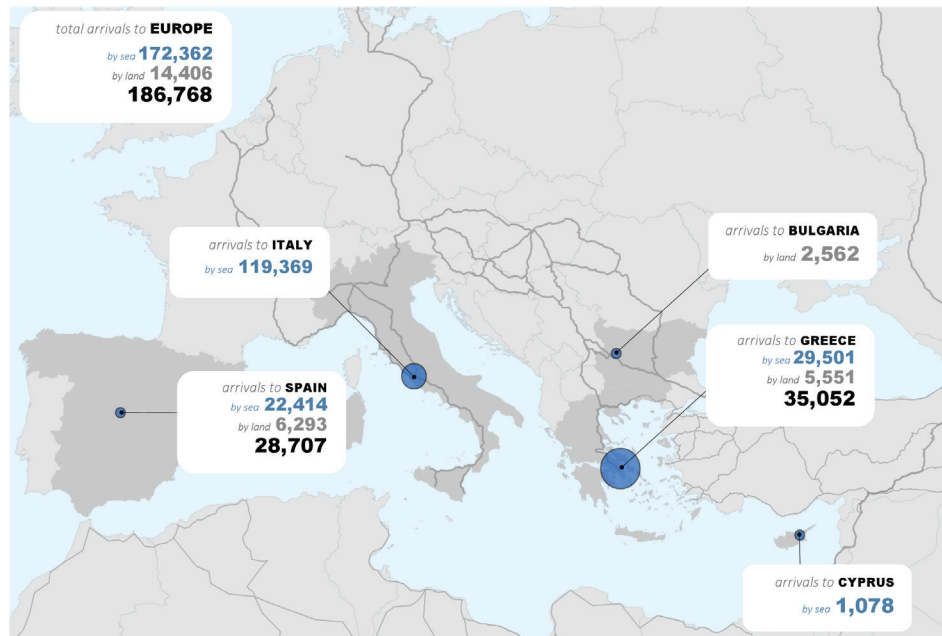 total arrivals to EUROPE
by sea 172,362
by land 14,406
186,768
arrivals to ITALY
by sea 119,369
arrivals to BULGARIA
by land 2,562
arrivals to GREECE
by sea 29,501
by land 5,551
35,052
arrivals to SPAIN
by sea 22,414
by land 6,293
28,707
arrivals to CYPRUS
by sea 1,078